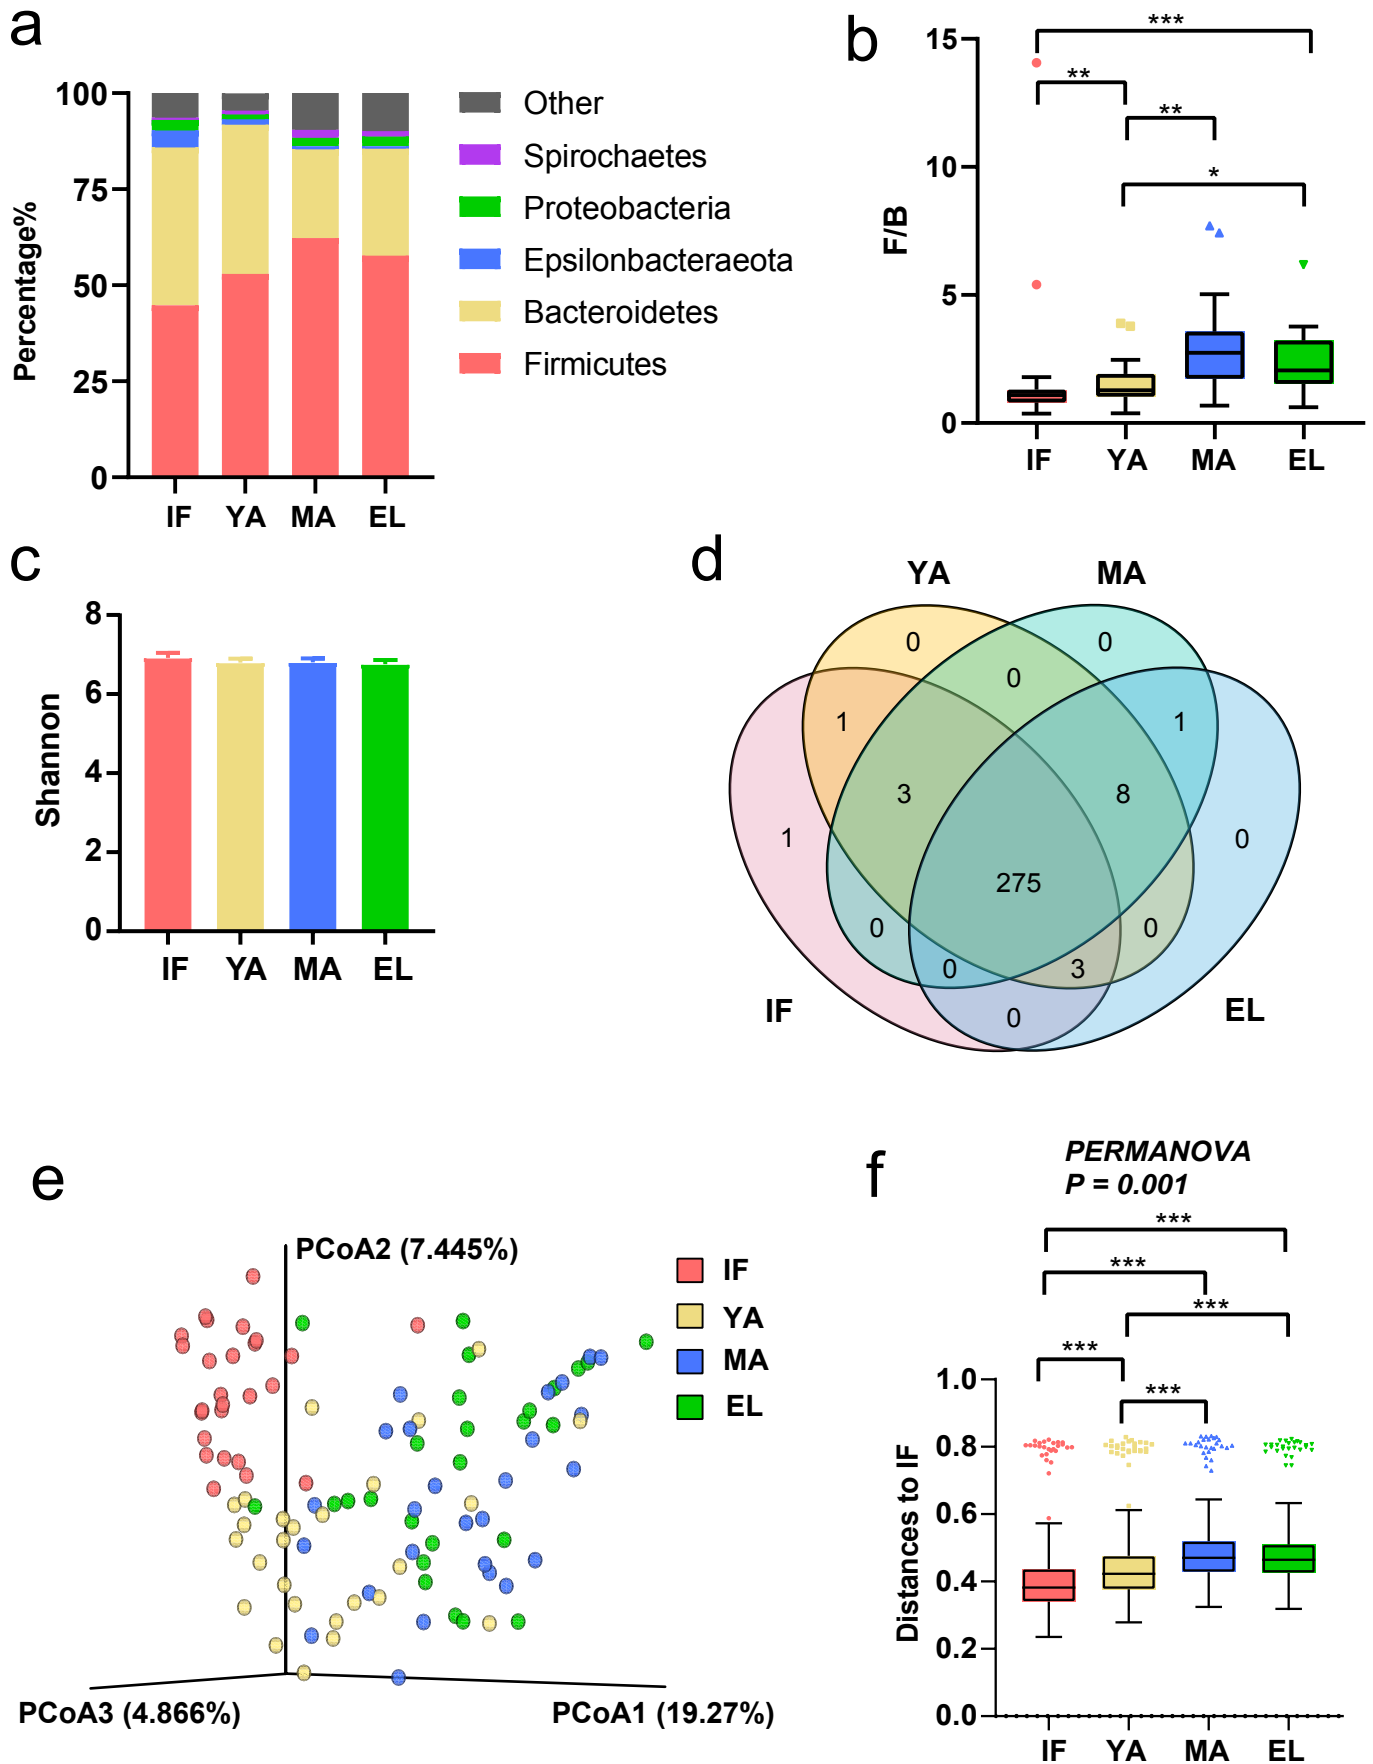 a
100
75
50
25
0
Percentage%
IF YA MA EL
Other
Spirochaetes
Proteobacteria
Epsilonbacteraeota
Bacteroidetes
Firmicutes
b
15
10
5
0
F/B
***
**
**
*
IF YA MA EL
c
8
6
4
2
0
Shannon
IF YA MA EL
d
YA MA
0 0
0
1 1
3 8
1 0
275
0 0
0 3
0
IF EL
e
PCoA2 (7.445%)
PCoA3 (4.866%)
PCoA1 (19.27%)
IF
YA
MA
EL
f
PERMANOVA
P = 0.001
***
***
***
***
***
1.0
0.8
0.6
0.4
0.2
0.0
Distances to IF
IF YA MA EL